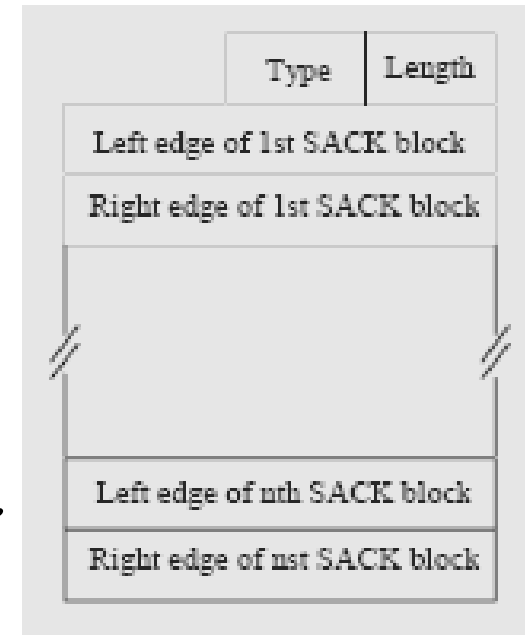 Type Length
Left edge of 1st SACK block
Right edge of 1st SACK block
Left edge of nth SACK block
Right edge of nst SACK block